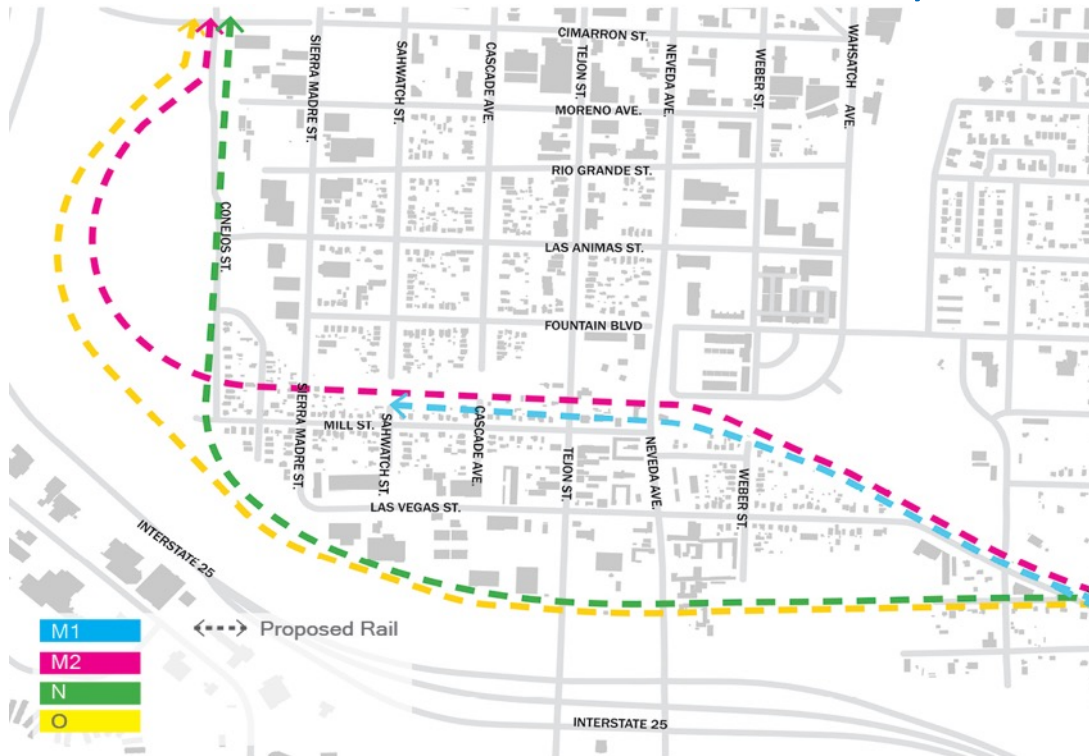 CIMARRON ST.
SIERRA MADRE ST.
SAHWATCH ST.
CASCADE AVE.
TEJON ST.
NEVEDA AVE.
WEBER ST.
WAHSATCH AVE.
MORENO AVE.
RIO GRANDE ST.
CONEJOS ST.
LAS ANIMAS ST.
FOUNTAIN BLVD
SIERRA MADRE ST.
MILL ST.
SAHWATCH ST.
CASCADE AVE.
TEJON ST.
NEVEDA AVE.
WEBER ST.
LAS VEGAS ST.
INTERSTATE 25
M1
Proposed Rail
M2
N
O
INTERSTATE 25